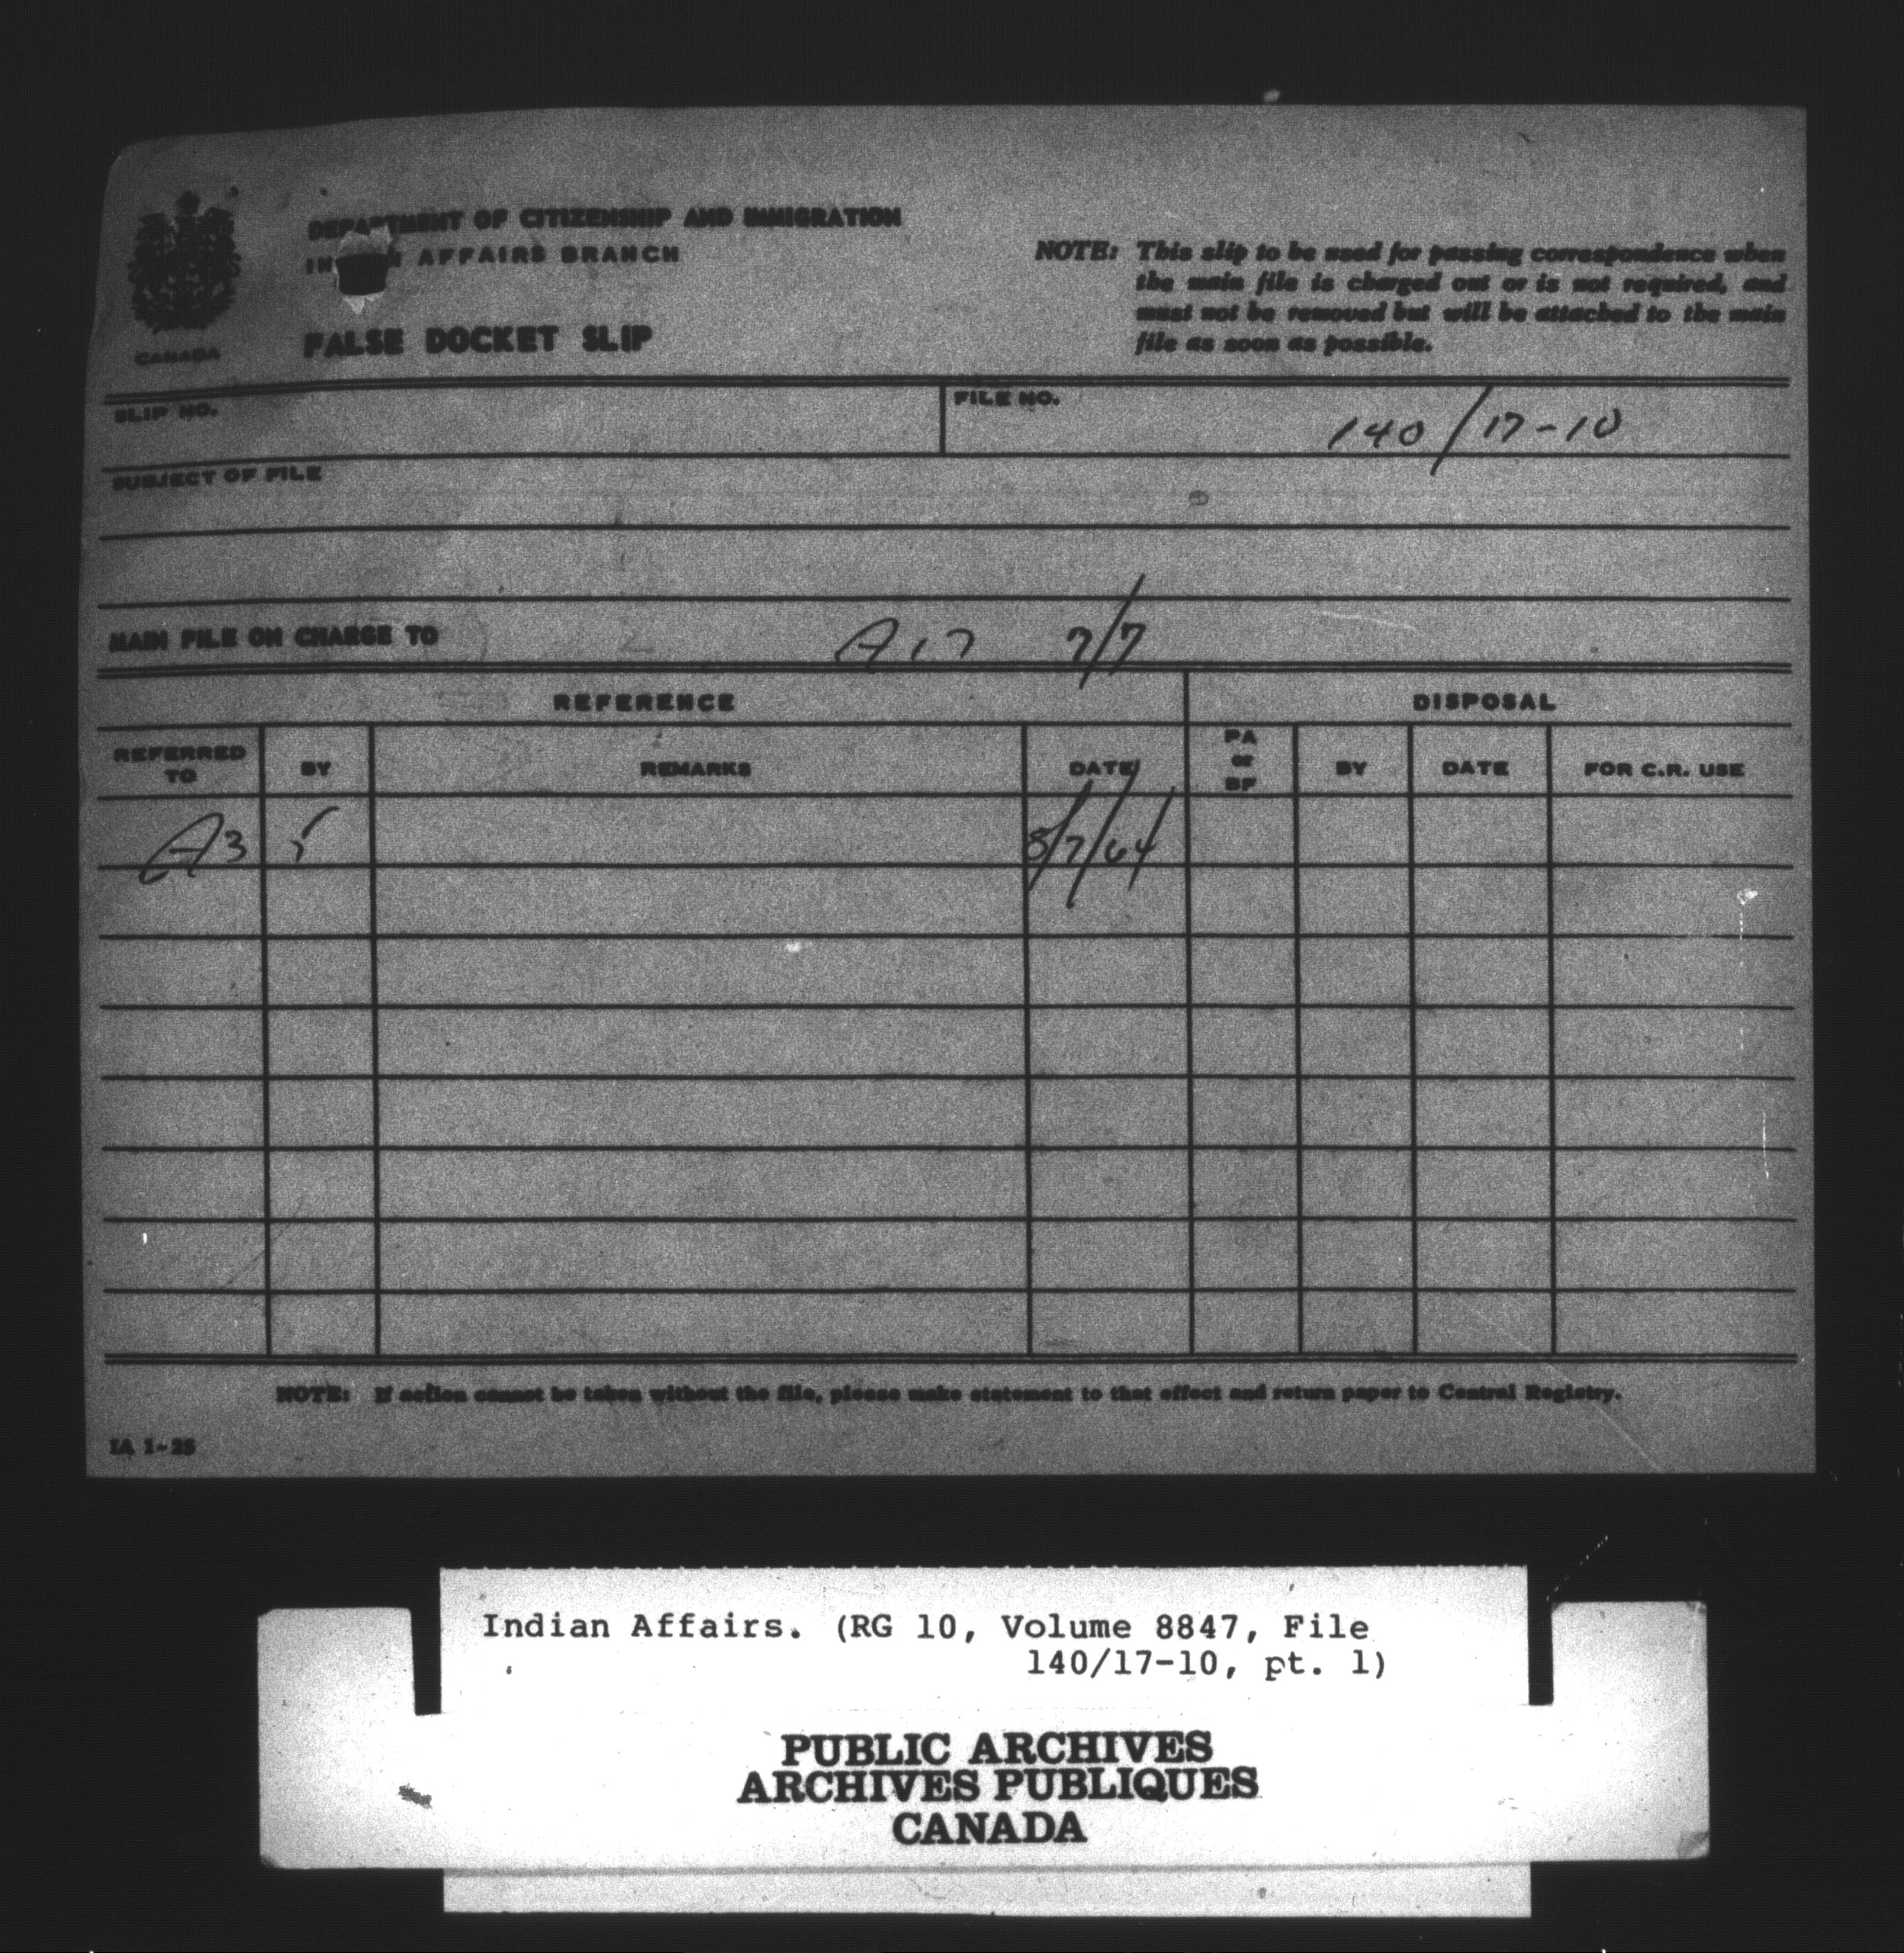 DEPARTMENT OF CITIZENSHIP AND IMMIGRATION
AFFAIRS BRANCH
CANADA
FALSE DOCKET SLIP
NOTE: This slip to be used for passing correspondence when
the main file is charged out or is not required, and
must not be removed but will be attached to the main
file as soon as possible.
SLIP NO.
FILE NO. 140/17-10
SUBJECT OF FILE
MAIN FILE ON CHARGE TO A17 7/7
REFERENCE DISPOSAL
REFERRED TO BY REMARKS DATE PA or BF BY DATE FOR C.R. USE
A3 8/7/64
NOTE: If action cannot be taken without the file, please make statement to that effect and return paper to Central Registry.
IA 1-25
Indian Affairs. (RG 10, Volume 8847, File
140/17-10, pt. 1)
PUBLIC ARCHIVES
ARCHIVES PUBLIQUES
CANADA